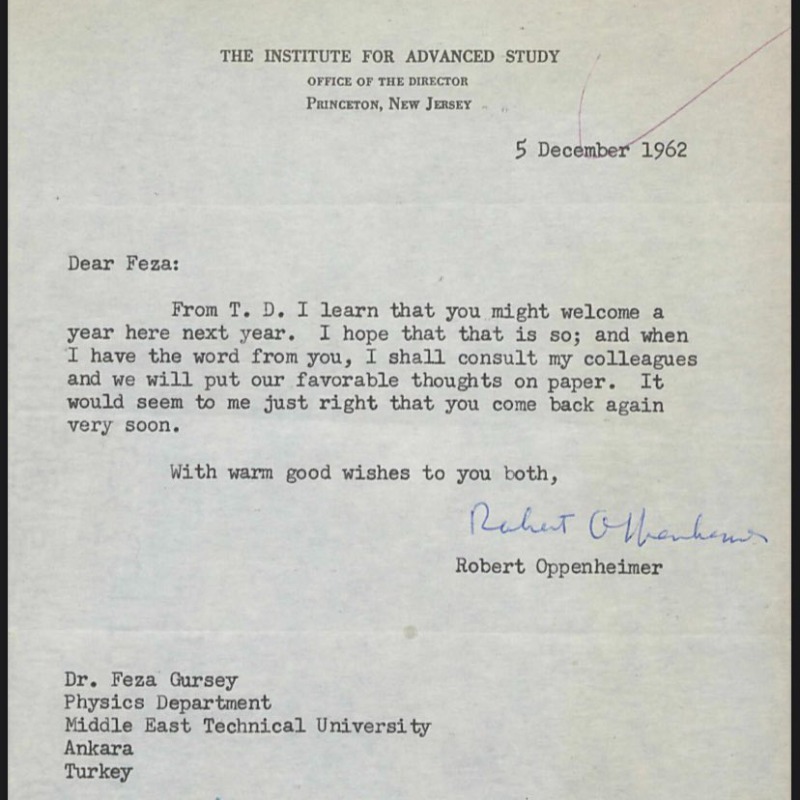 THE INSTITUTE FOR ADVANCED STUDY
OFFICE OF THE DIRECTOR
PRINCETON, NEW JERSEY
5 December 1962
Dear Feza:
From T. D. I learn that you might welcome a
year here next year. I hope that that is so; and when
I have the word from you, I shall consult my colleagues
and we will put our favorable thoughts on paper. It
would seem to me just right that you come back again
very soon.
With warm good wishes to you both,
Robert Oppenheimer
Robert Oppenheimer
Dr. Feza Gursey
Physics Department
Middle East Technical University
Ankara
Turkey